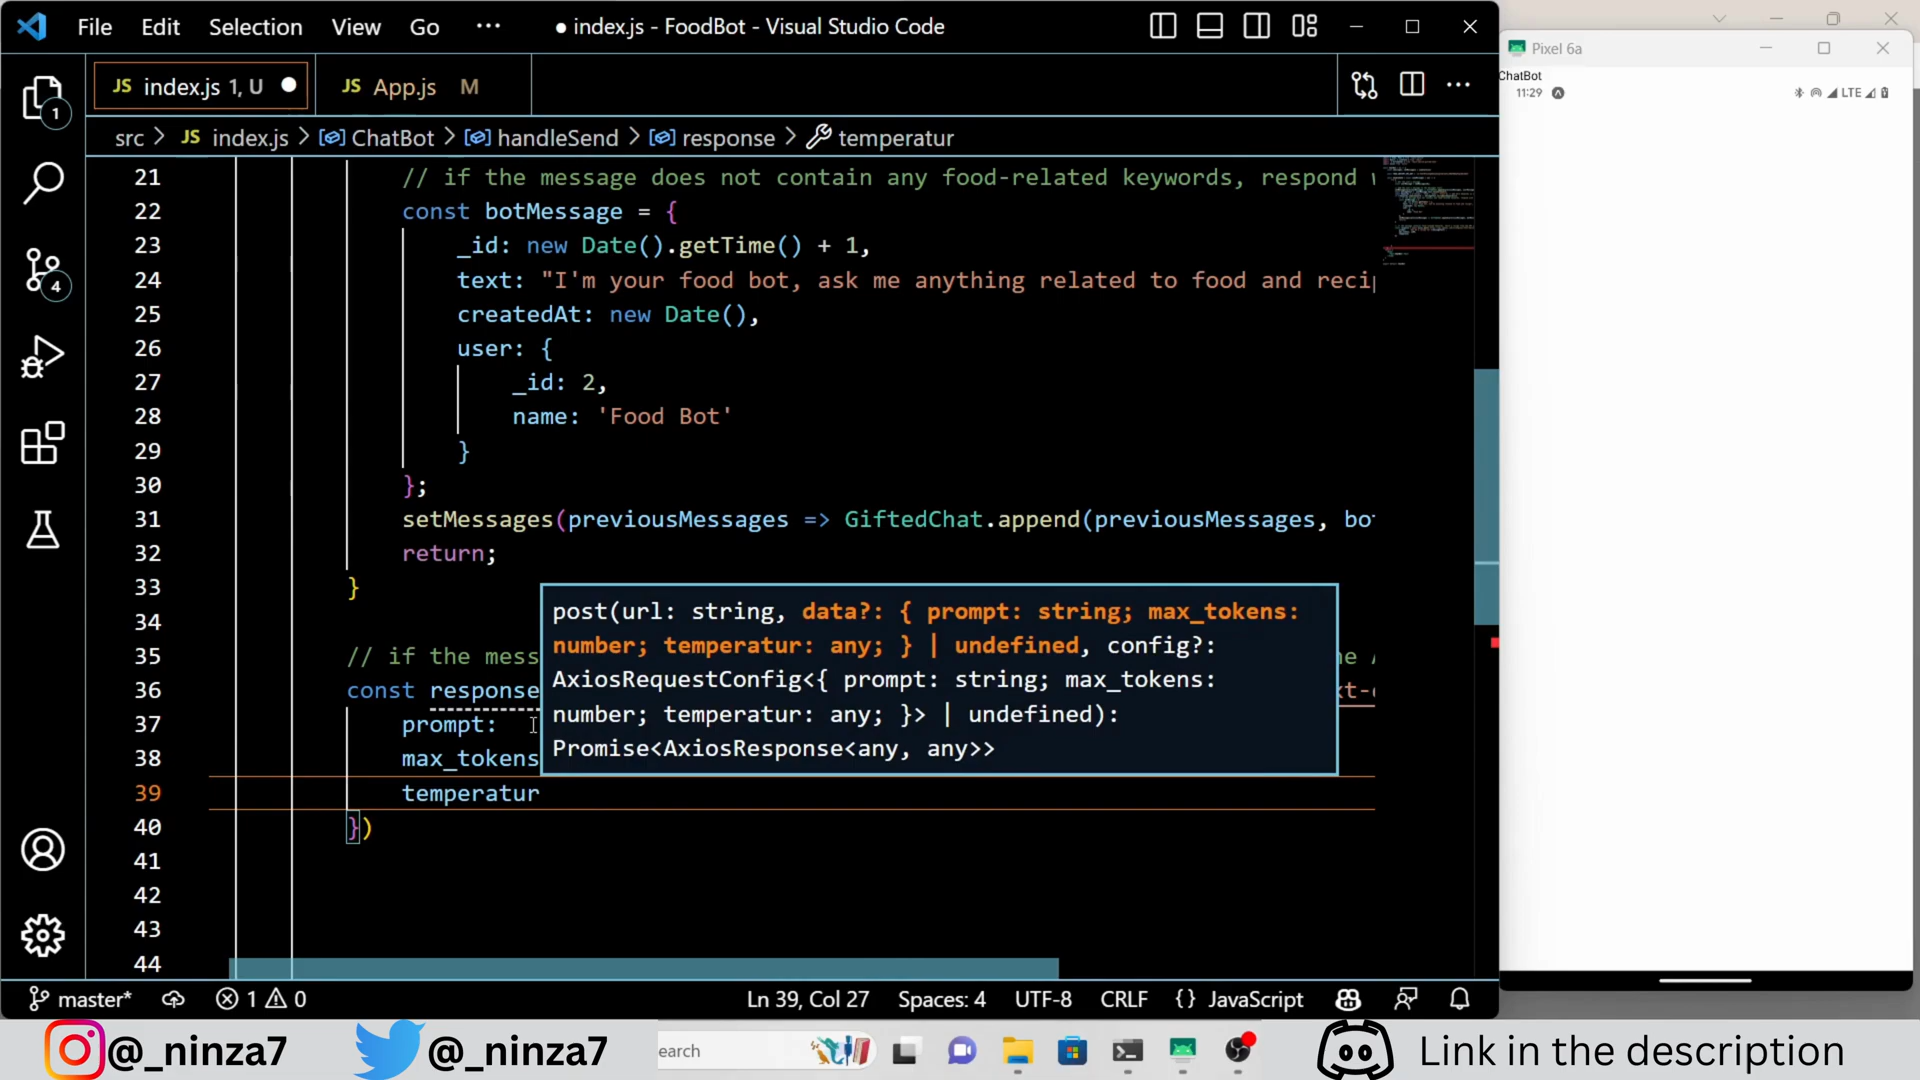 File Edit Selection View Go ··· ● index.js - FoodBot - Visual Studio Code
JS index.js 1, U ● JS App.js M
src > JS index.js > ChatBot > handleSend > response > temperatur
21 // if the message does not contain any food-related keywords, respond
22 const botMessage = {
23 _id: new Date().getTime() + 1,
24 text: "I'm your food bot, ask me anything related to food and recip
25 createdAt: new Date(),
26 user: {
27 _id: 2,
28 name: 'Food Bot'
29 }
30 };
31 setMessages(previousMessages => GiftedChat.append(previousMessages, bo
32 return;
33 }
34
35 // if the mess
36 const response
37 prompt:
38 max_tokens
39 temperatur
40 })
41
42
43
44
post(url: string, data?: { prompt: string; max_tokens:
number; temperatur: any; } | undefined, config?:
AxiosRequestConfig<{ prompt: string; max_tokens:
number; temperatur: any; }> | undefined):
Promise<AxiosResponse<any, any>>
1
4
master* 1 0 Ln 39, Col 27 Spaces: 4 UTF-8 CRLF {} JavaScript
Pixel 6a
ChatBot
11:29 LTE
@_ninza7 @_ninza7 earch Link in the description